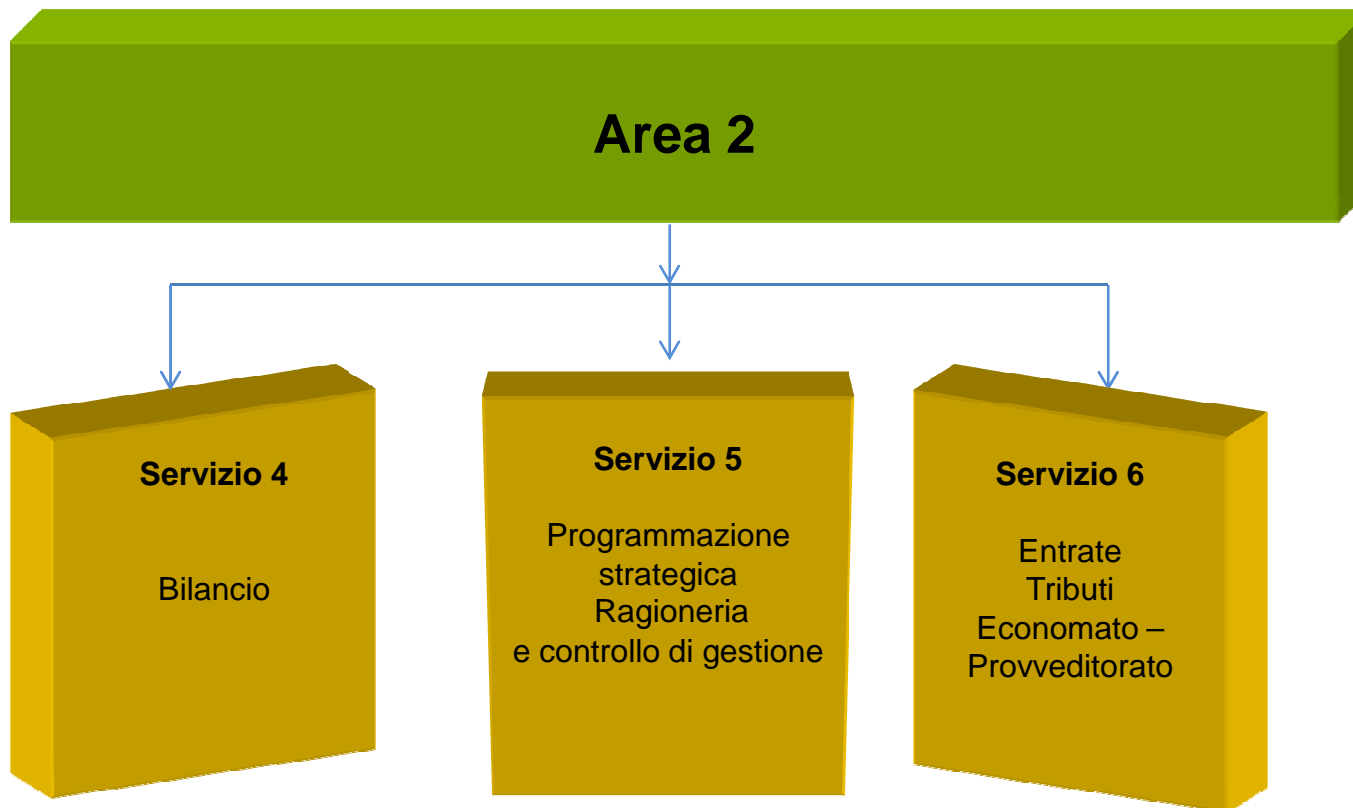 Area 2
Servizio 4
Bilancio
Servizio 5
Programmazione
strategica
Ragioneria
e controllo di gestione
Servizio 6
Entrate
Tributi
Economato –
Provveditorato